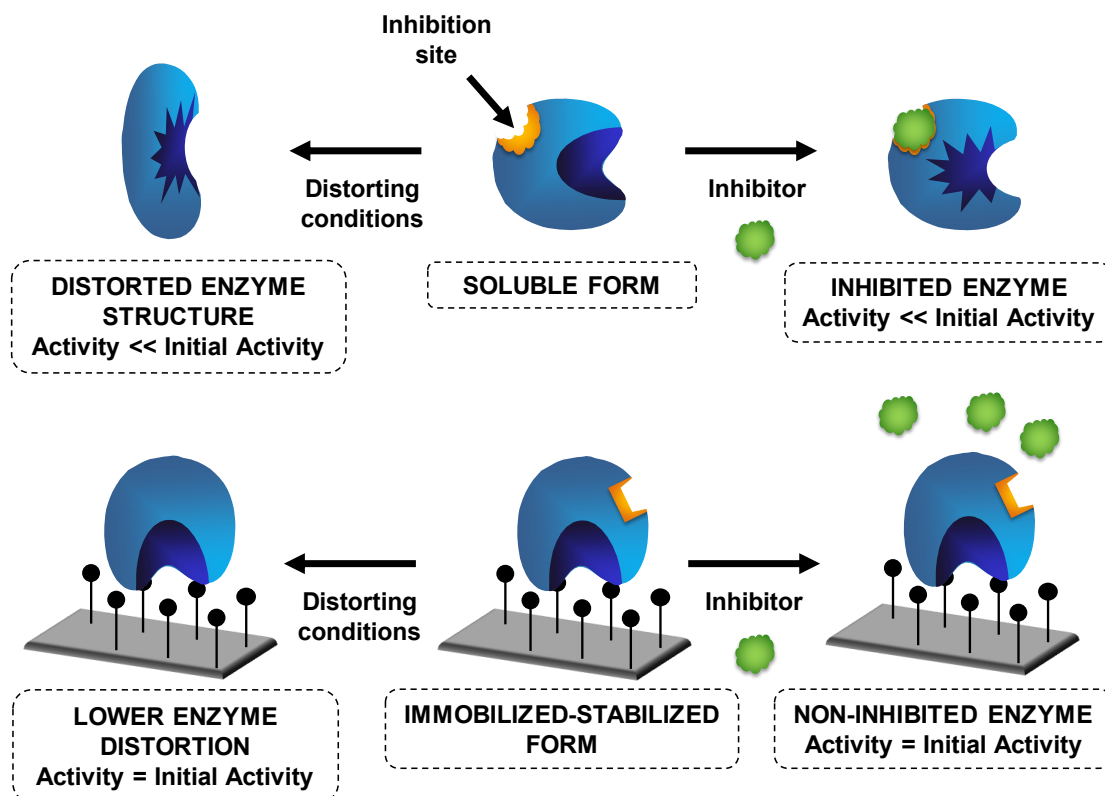 Inhibition
site
Distorting
conditions
Inhibitor
DISTORTED ENZYME
STRUCTURE
Activity << Initial Activity
SOLUBLE FORM
INHIBITED ENZYME
Activity << Initial Activity
Distorting
conditions
Inhibitor
LOWER ENZYME
DISTORTION
Activity = Initial Activity
IMMOBILIZED-STABILIZED
FORM
NON-INHIBITED ENZYME
Activity = Initial Activity